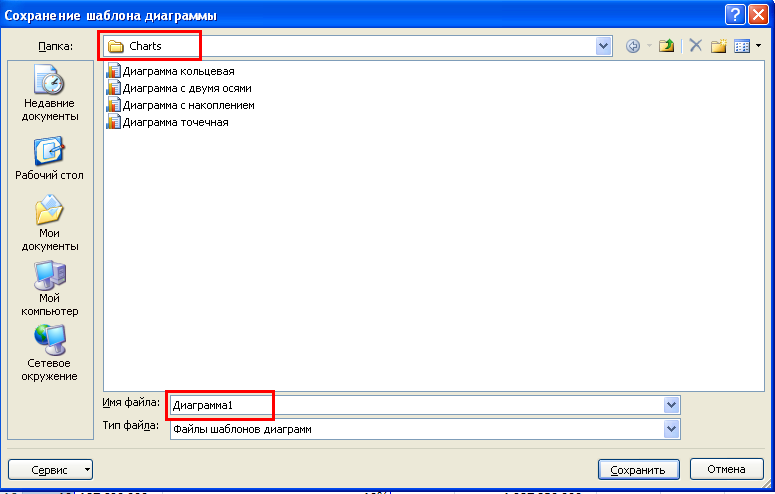 Сохранение шаблона диаграммы
Папка: Charts
Диаграмма кольцевая
Диаграмма с двумя осями
Диаграмма с накоплением
Диаграмма точечная
Недавние
документы
Рабочий стол
Мои
документы
Мой
компьютер
Сетевое
окружение
Имя файла: Диаграмма1
Тип файла: Файлы шаблонов диаграмм
Сервис Сохранить Отмена